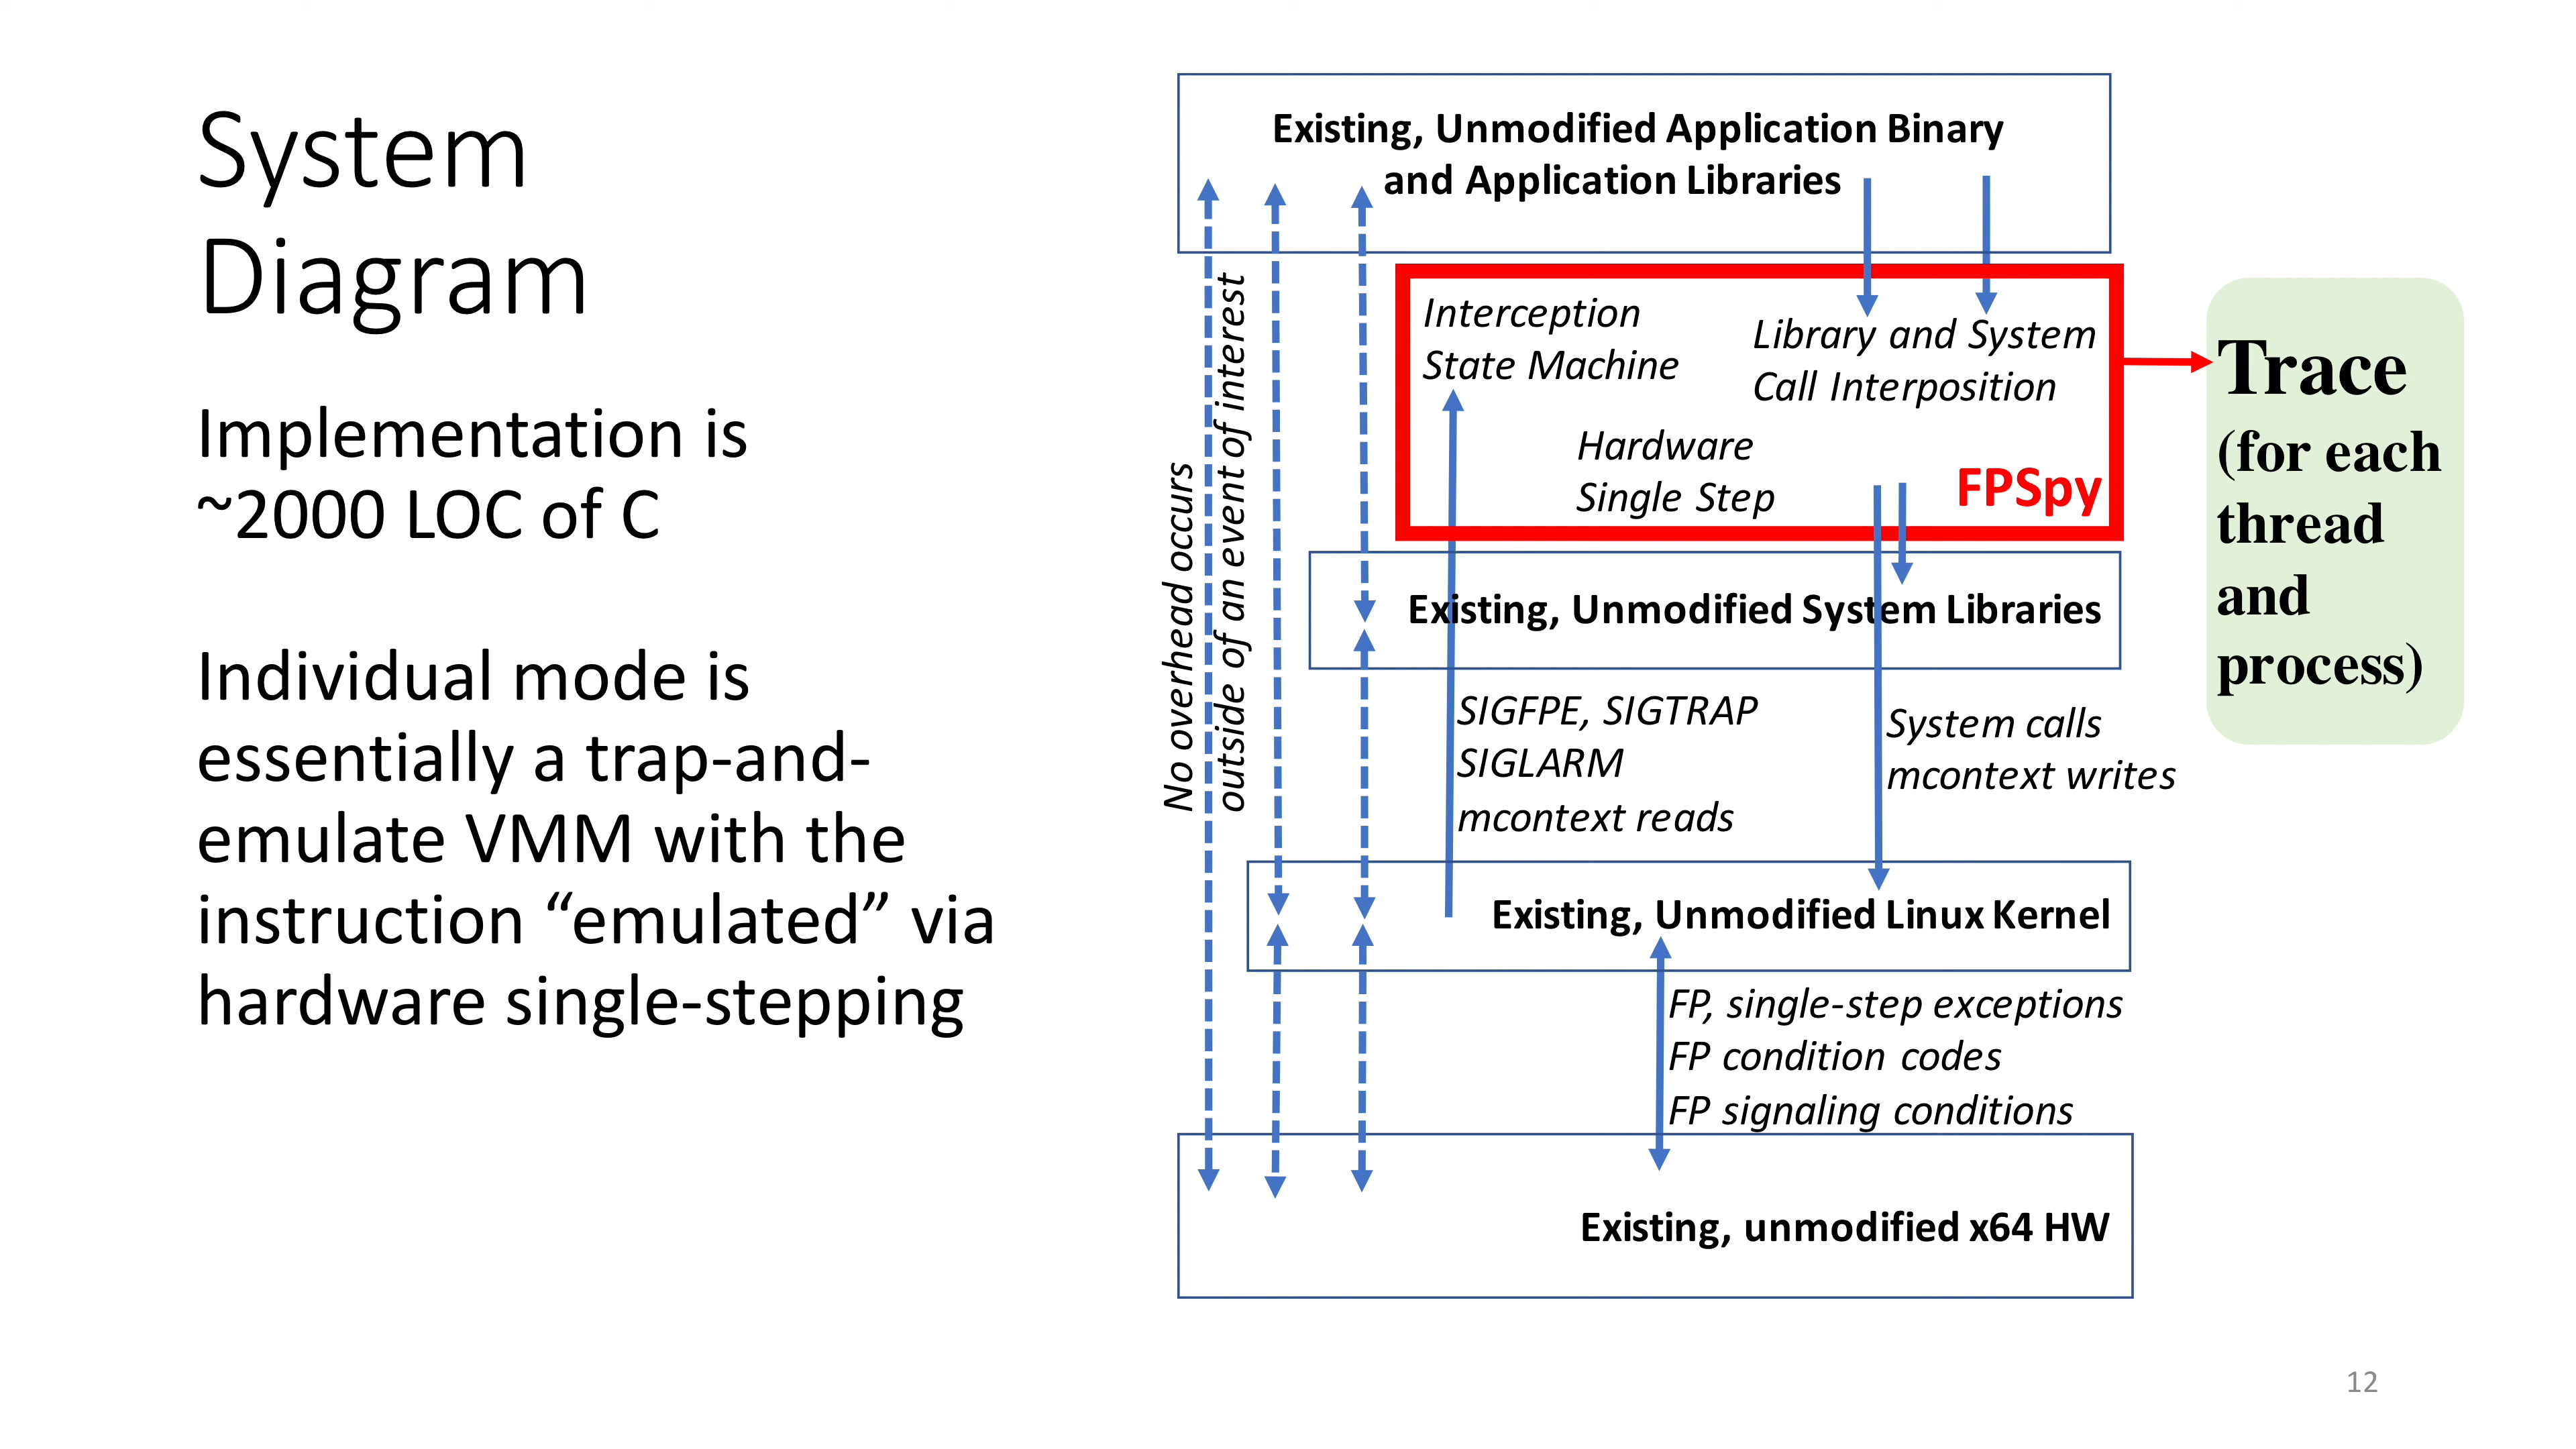 System
Diagram
Implementation is
~2000 LOC of C
Individual mode is
essentially a trap-and-
emulate VMM with the
instruction “emulated” via
hardware single-stepping
Existing, Unmodified Application Binary
and Application Libraries
No overhead occurs
outside of an event of interest
Interception
State Machine
Library and System
Call Interposition
Hardware
Single Step
FPSpy
Trace
(for each
thread
and
process)
Existing, Unmodified System Libraries
SIGFPE, SIGTRAP
SIGLARM
mcontext reads
System calls
mcontext writes
Existing, Unmodified Linux Kernel
FP, single-step exceptions
FP condition codes
FP signaling conditions
Existing, unmodified x64 HW
12